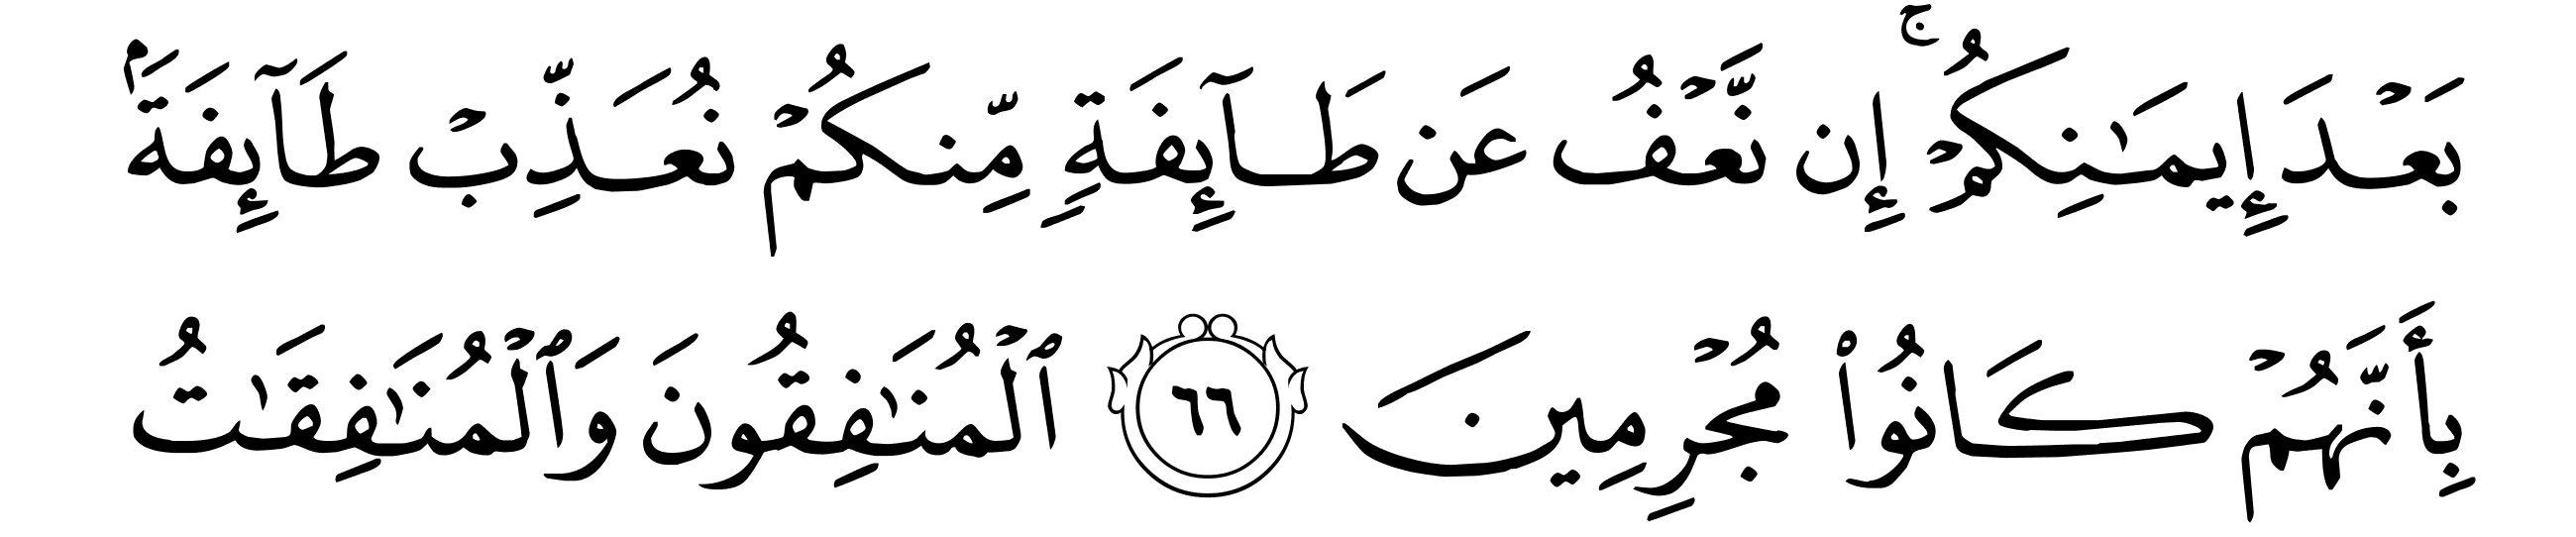 بَعْدَ إِيمَـٰنِكُمْ ۚ إِن نَّعْفُ عَن طَآئِفَةٍ مِّنكُمْ نُعَذِّبْ طَآئِفَةَۢ
بِأَنَّهُمْ كَانُوا۟ مُجْرِمِينَ ٦٦ ٱلْمُنَـٰفِقُونَ وَٱلْمُنَـٰفِقَـٰتُ